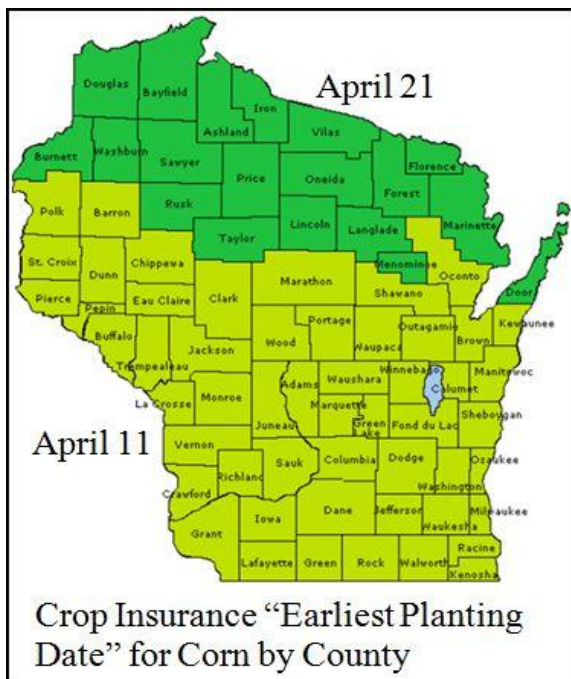 April 21
Douglas
Bayfield
Iron
Ashland
Vilas
Burnett
Washburn
Sawyer
Florence
Price
Oneida
Forest
Polk
Barron
Rusk
Marinette
Taylor
Lincoln
Langlade
St. Croix
Dunn
Chippewa
Menominee
Oconto
Marathon
Shawano
Door
Pierce
Pepin
Eau Claire
Clark
Kewaunee
Buffalo
Portage
Outagamie
Wood
Waupaca
Brown
Trempealeau
Jackson
Winnebago
Manitowoc
Adams
Waushara
Calumet
La Crosse
Monroe
Marquette
Sheboygan
April 11
Juneau
Green
Lake
Fond du Lac
Vernon
Sauk
Columbia
Dodge
Ozaukee
Richland
Washington
Crawford
Iowa
Dane
Jefferson
Milwaukee
Waukesha
Grant
Racine
Lafayette
Green
Rock
Walworth
Kenosha
Crop Insurance “Earliest Planting
Date” for Corn by County